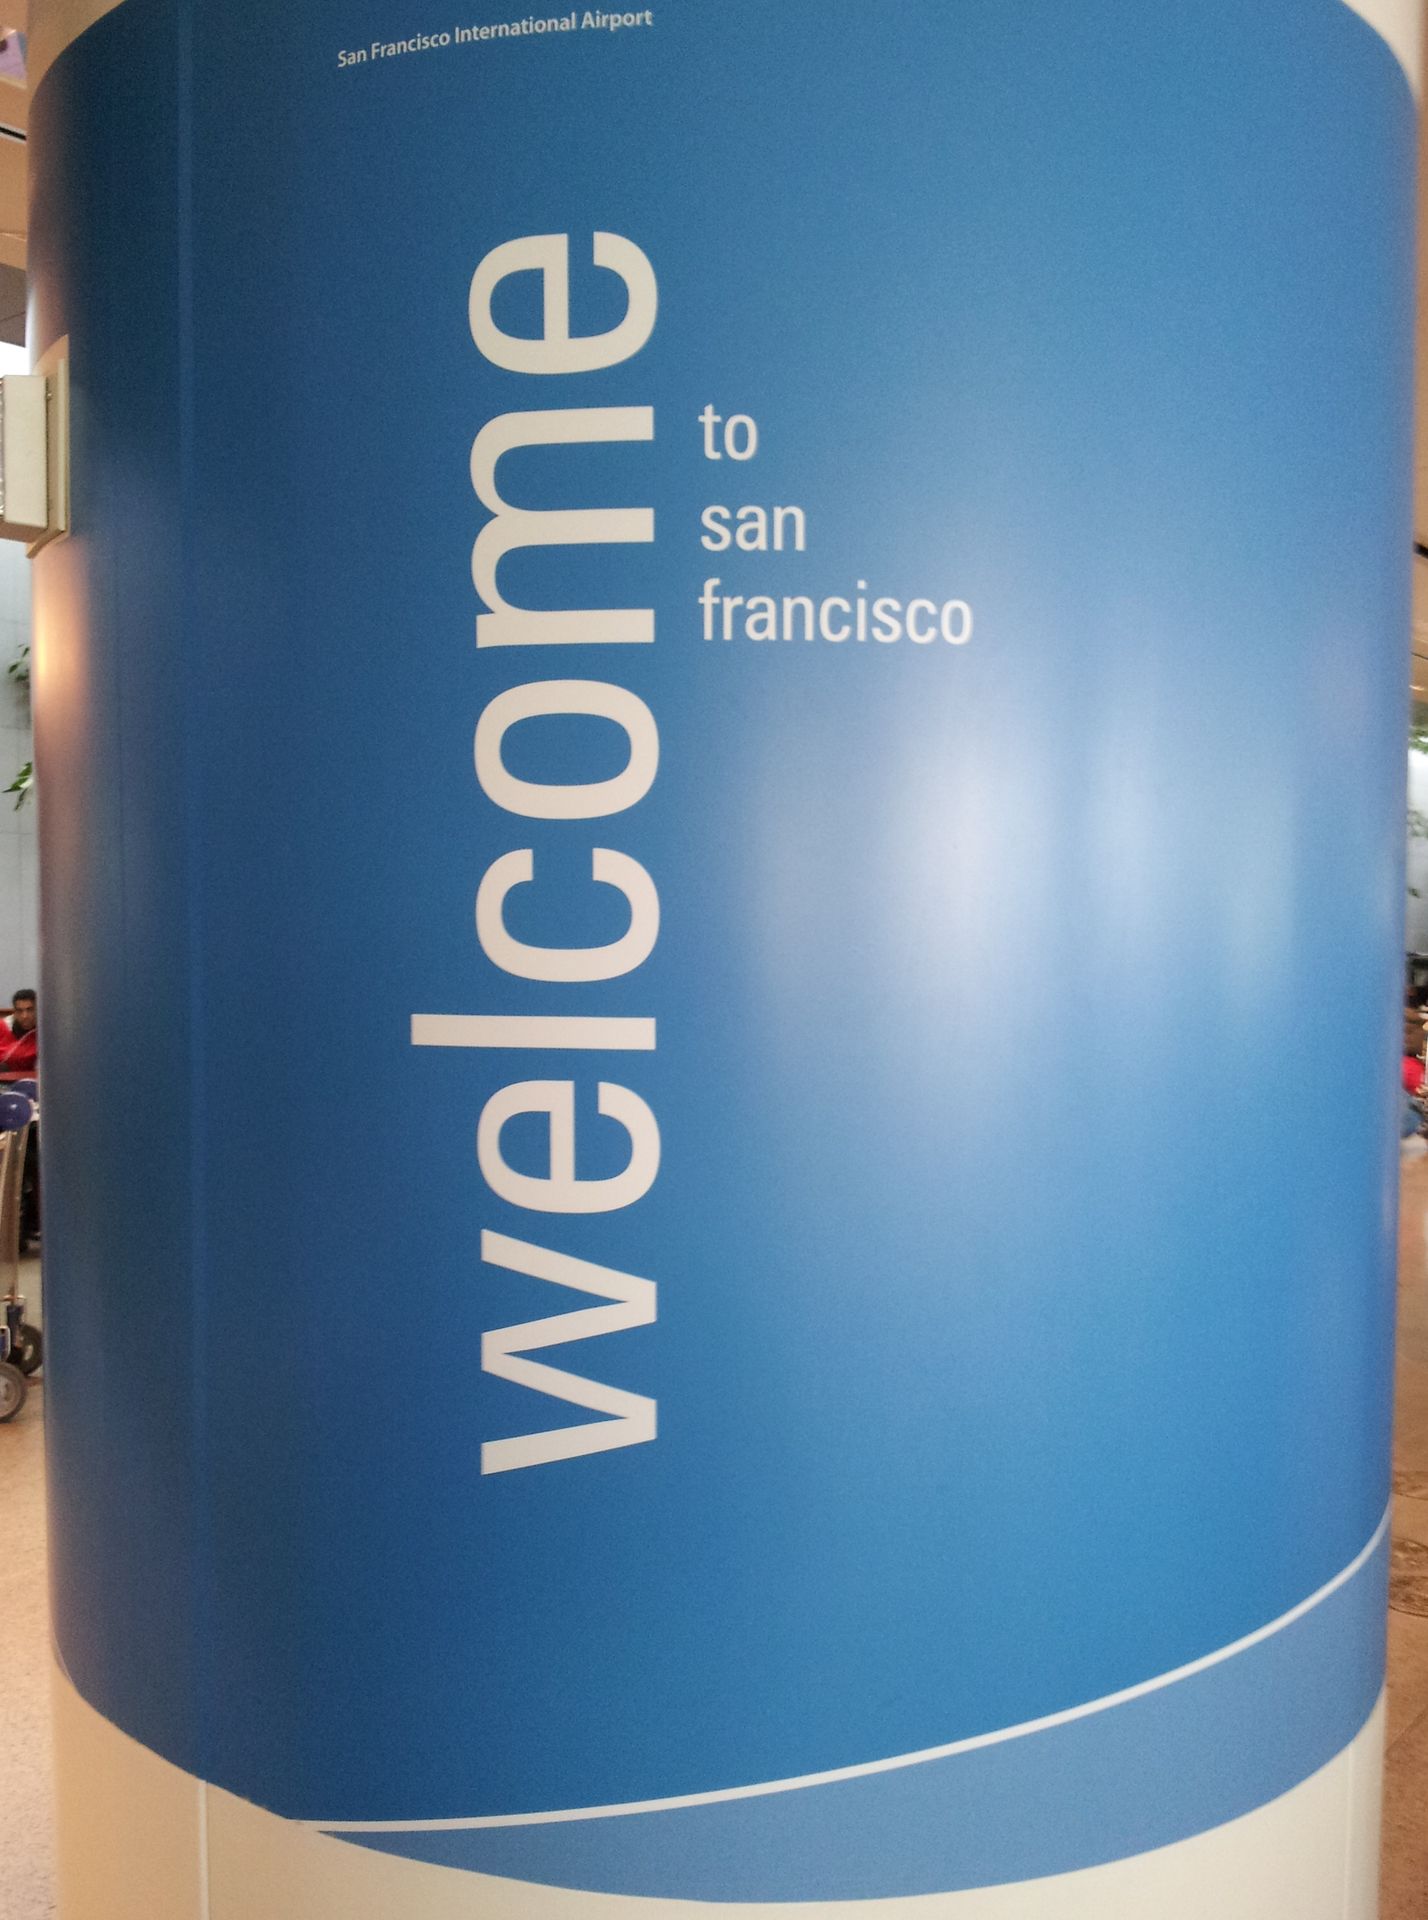 San Francisco International Airport
welcome
to
san
francisco